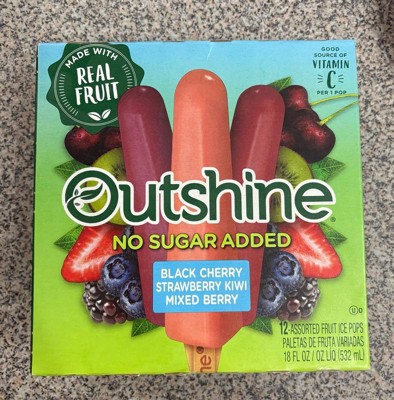 MADE WITH
REAL
FRUIT
GOOD
SOURCE OF
VITAMIN
C
PER 1 POP
Outshine
NO SUGAR ADDED
BLACK CHERRY
STRAWBERRY KIWI
MIXED BERRY
U D
12-ASSORTED FRUIT ICE POPS
PALETAS DE FRUTA VARIADAS
18 FL OZ / OZ LIQ (532 mL)
ne